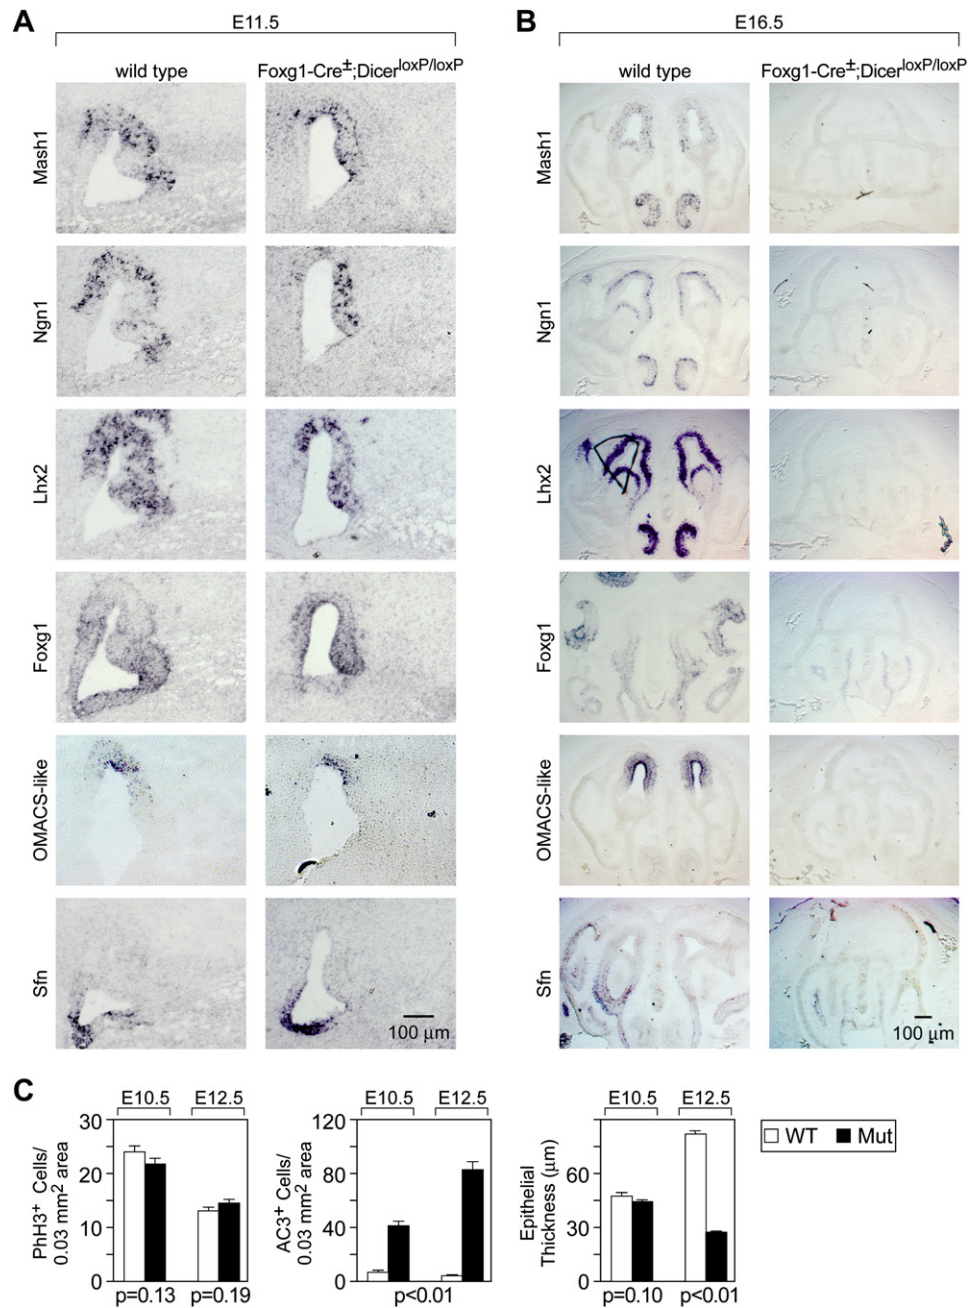 A
E11.5
wild type
Foxg1-Cre±;Dicer^loxP/loxP
Mash1
Ngn1
Lhx2
Foxg1
OMACS-like
Sfn
100 µm
B
E16.5
wild type
Foxg1-Cre±;Dicer^loxP/loxP
Mash1
Ngn1
Lhx2
Foxg1
OMACS-like
Sfn
100 µm
C
E10.5
E12.5
PhH3+ Cells/
0.03 mm2 area
30
20
10
0
p=0.13
p=0.19
E10.5
E12.5
AC3+ Cells/
0.03 mm2 area
120
80
40
0
p<0.01
E10.5
E12.5
Epithelial
Thickness (µm)
60
30
0
p=0.10
p<0.01
WT
Mut